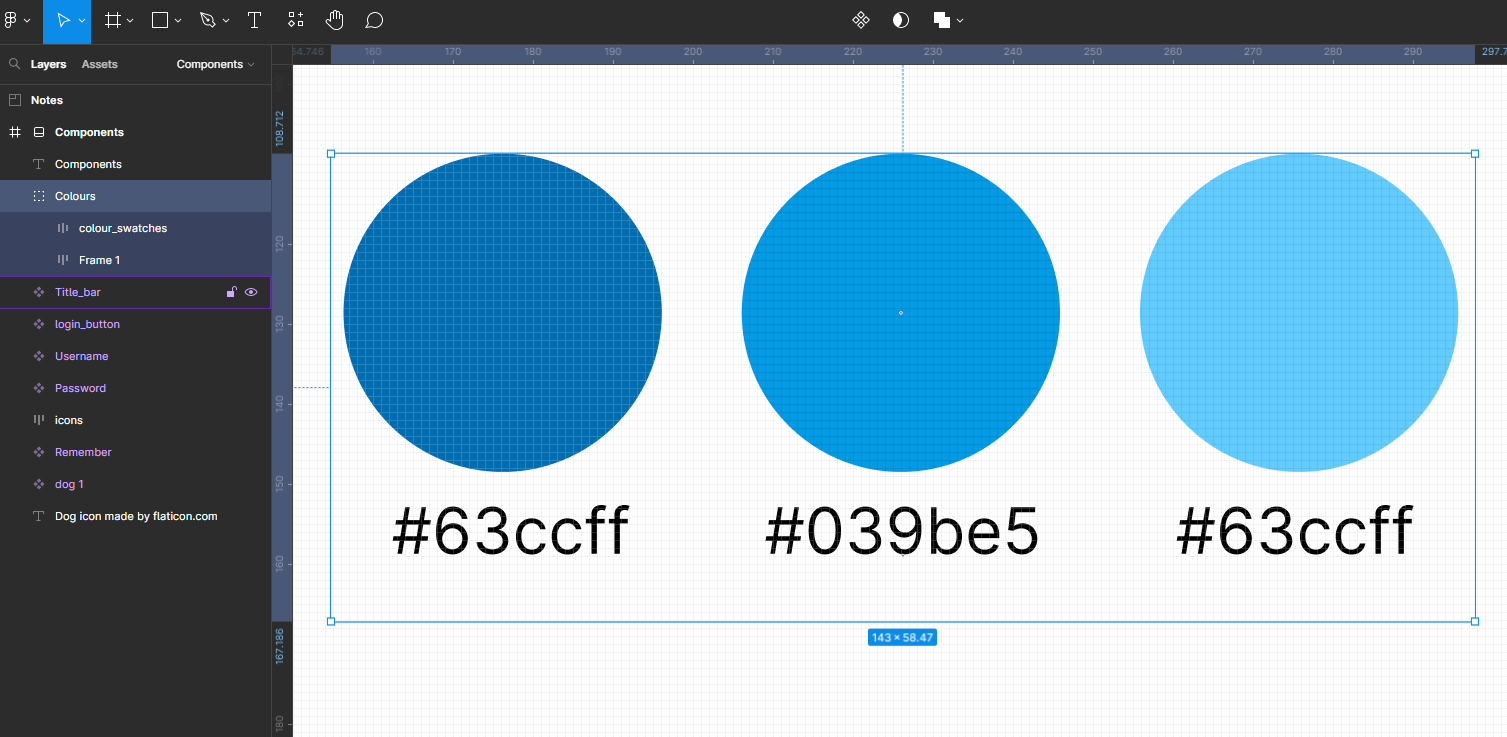 Layers Assets Components
Notes
Components
Components
Colours
colour_swatches
Frame 1
Title_bar
login_button
Username
Password
icons
Remember
dog 1
Dog icon made by flaticon.com
54.746 160 170 180 190 200 210 220 230 240 250 260 270 280 290 297.7
108.712
120
130
140
150
160
167.186
180
#63ccff #039be5 #63ccff
143 × 58.47